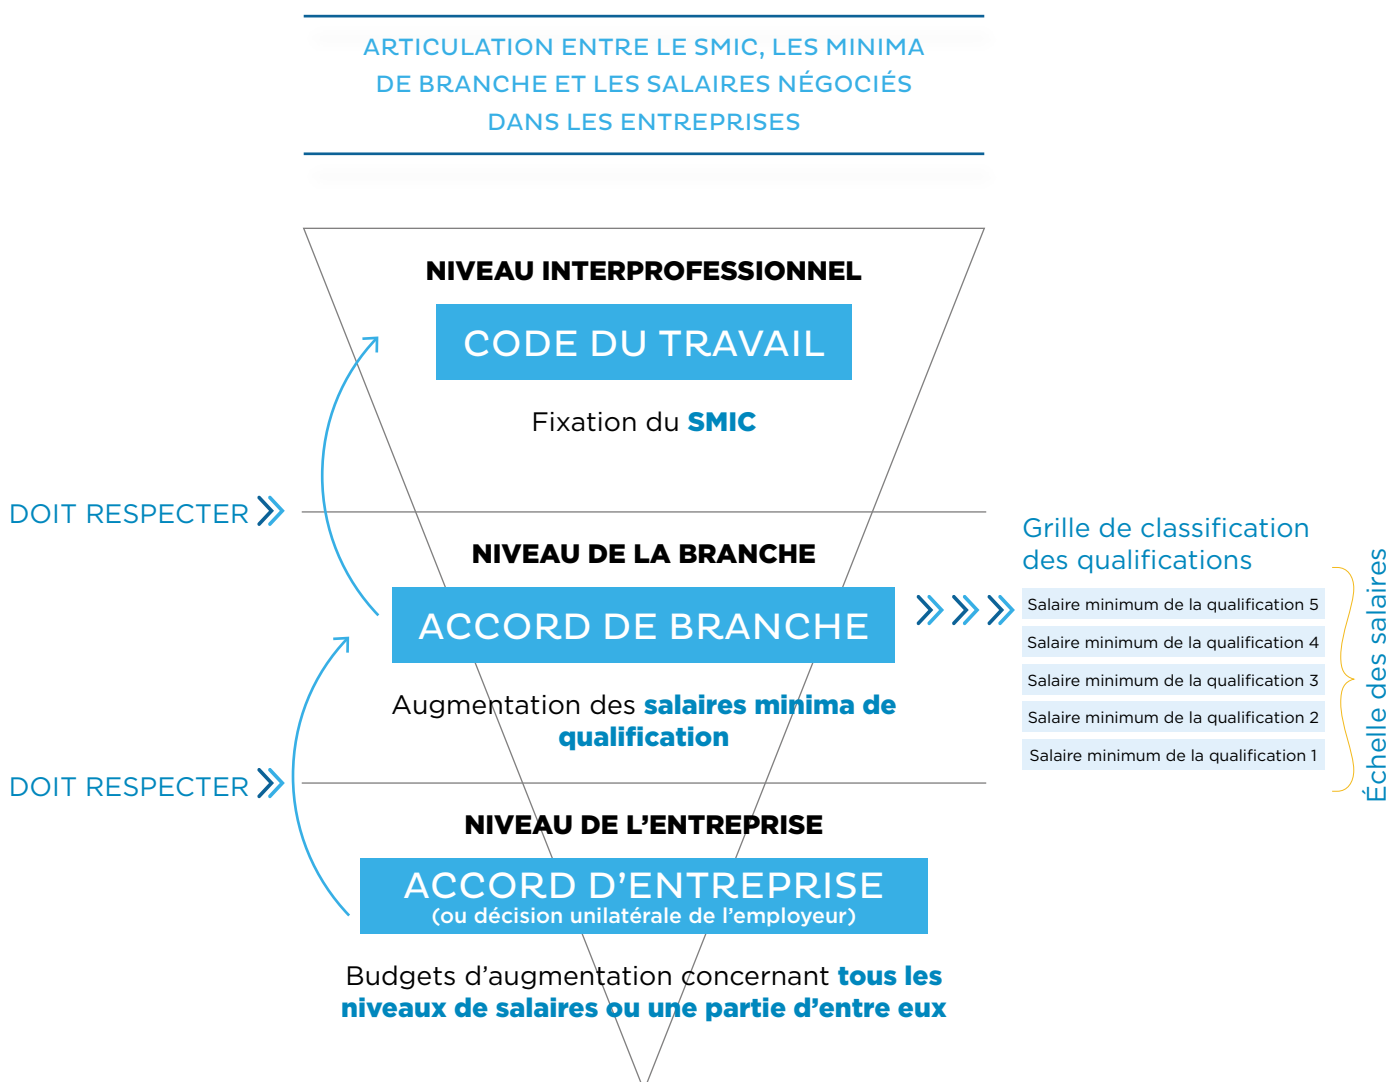 ARTICULATION ENTRE LE SMIC, LES MINIMA
DE BRANCHE ET LES SALAIRES NÉGOCIÉS
DANS LES ENTREPRISES
NIVEAU INTERPROFESSIONNEL
CODE DU TRAVAIL
Fixation du SMIC
DOIT RESPECTER
NIVEAU DE LA BRANCHE
ACCORD DE BRANCHE
Augmentation des salaires minima de
qualification
Grille de classification
des qualifications
Salaire minimum de la qualification 5
Salaire minimum de la qualification 4
Salaire minimum de la qualification 3
Salaire minimum de la qualification 2
Salaire minimum de la qualification 1
Échelle des salaires
DOIT RESPECTER
NIVEAU DE L’ENTREPRISE
ACCORD D’ENTREPRISE
(ou décision unilatérale de l’employeur)
Budgets d’augmentation concernant tous les
niveaux de salaires ou une partie d’entre eux